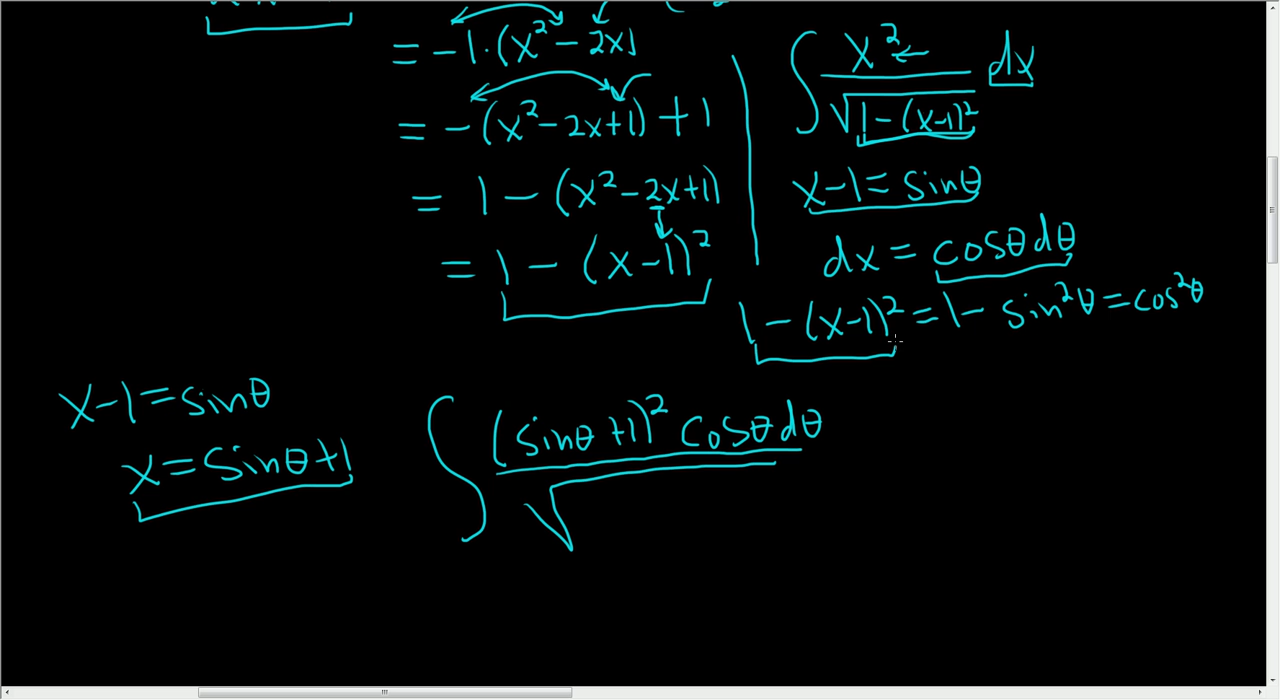 = -1·(x² - 2x)
= -(x² - 2x + 1) + 1
= 1 - (x² - 2x + 1)
= 1 - (x - 1)²
∫ x² / √(1 - (x-1)²) dx
x - 1 = sinθ
dx = cosθ dθ
1 - (x-1)² = 1 - sin²θ = cos²θ
x - 1 = sinθ
x = sinθ + 1
∫ (sinθ + 1)² cosθ dθ / √